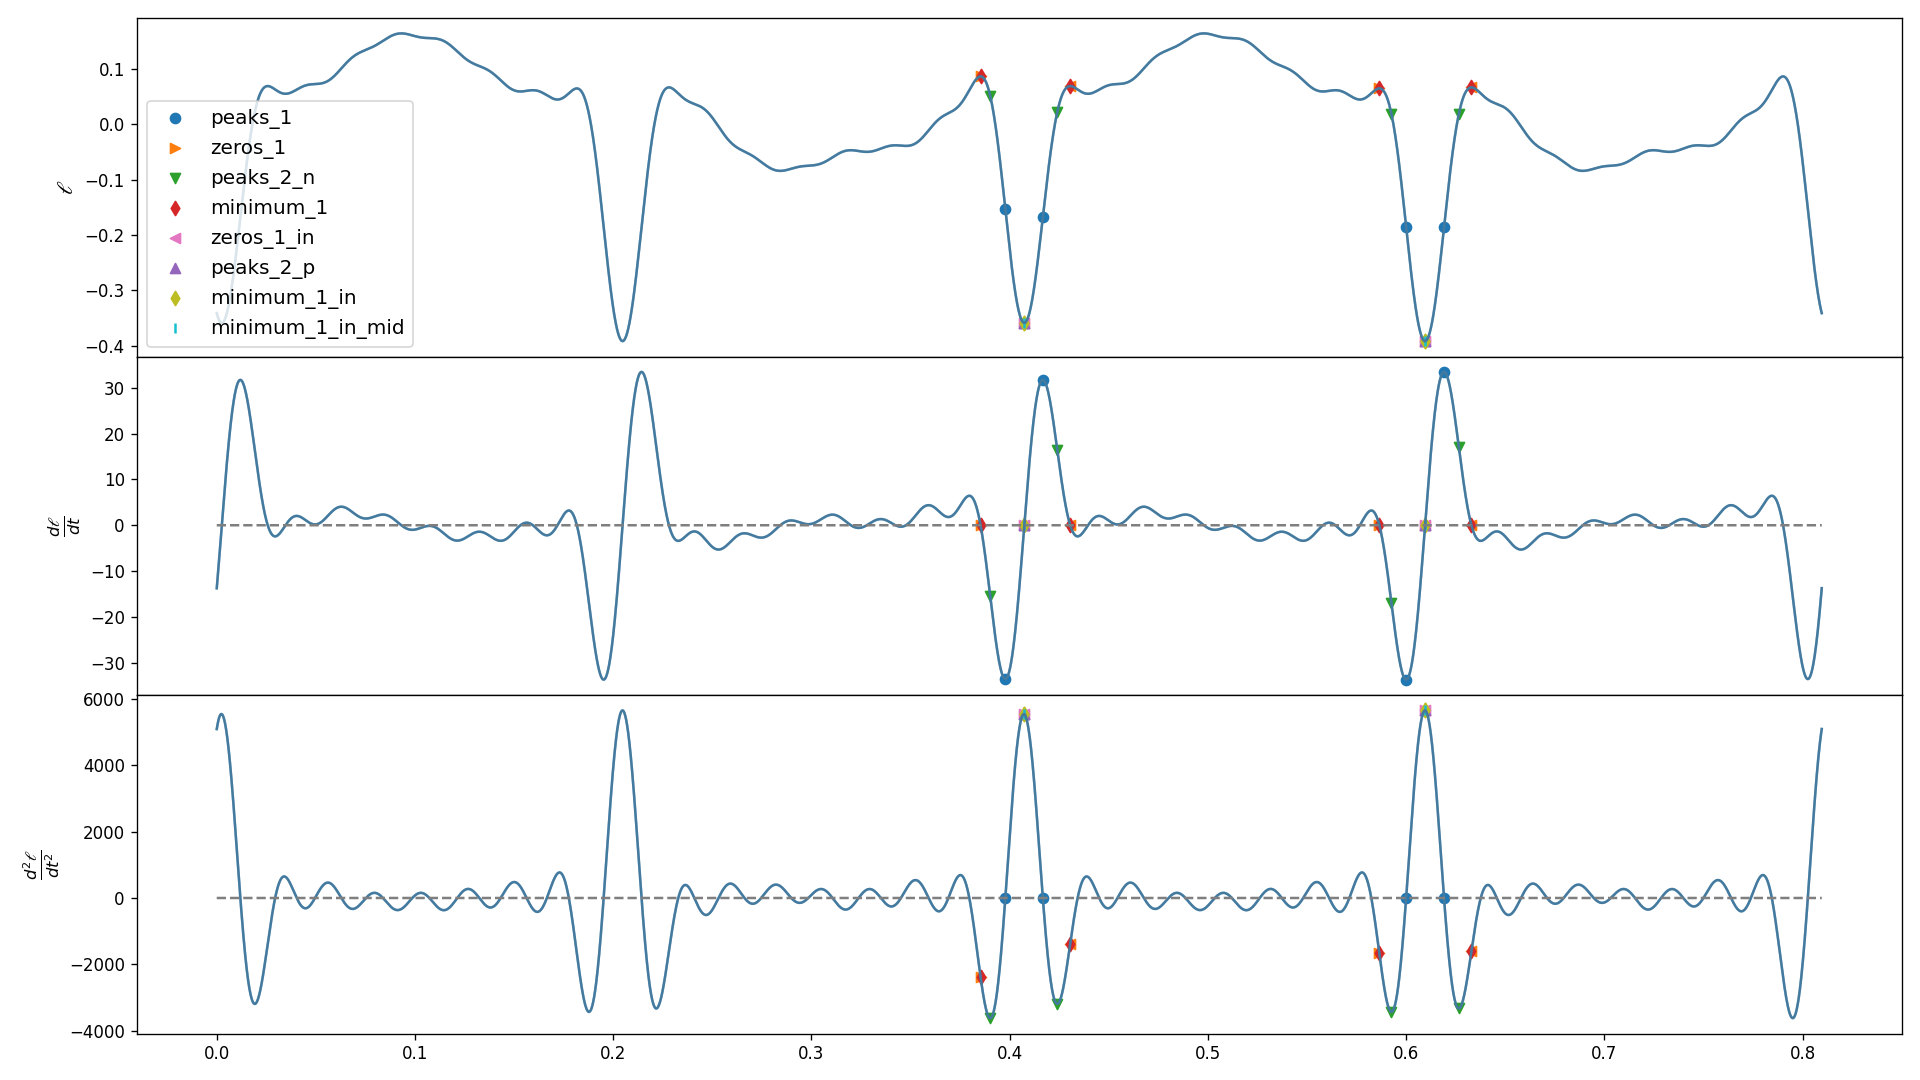 0.1
0.0
−0.1
−0.2
−0.3
−0.4
ℓ
peaks_1
zeros_1
peaks_2_n
minimum_1
zeros_1_in
peaks_2_p
minimum_1_in
minimum_1_in_mid
30
20
10
0
−10
−20
−30
dℓ
dt
6000
4000
2000
0
−2000
−4000
d²ℓ
dt²
0.0 0.1 0.2 0.3 0.4 0.5 0.6 0.7 0.8